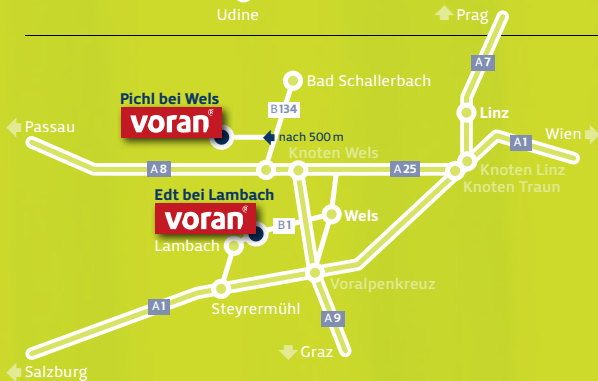 Udine
Prag
A7
Bad Schallerbach
Pichl bei Wels
B134
voran®
Linz
Passau
nach 500 m
Wien
A1
Knoten Wels
A8
A25
Knoten Linz
Knoten Traun
Edt bei Lambach
voran®
Wels
B1
Lambach
Voralpenkreuz
A1
Steyrermühl
A9
Graz
Salzburg